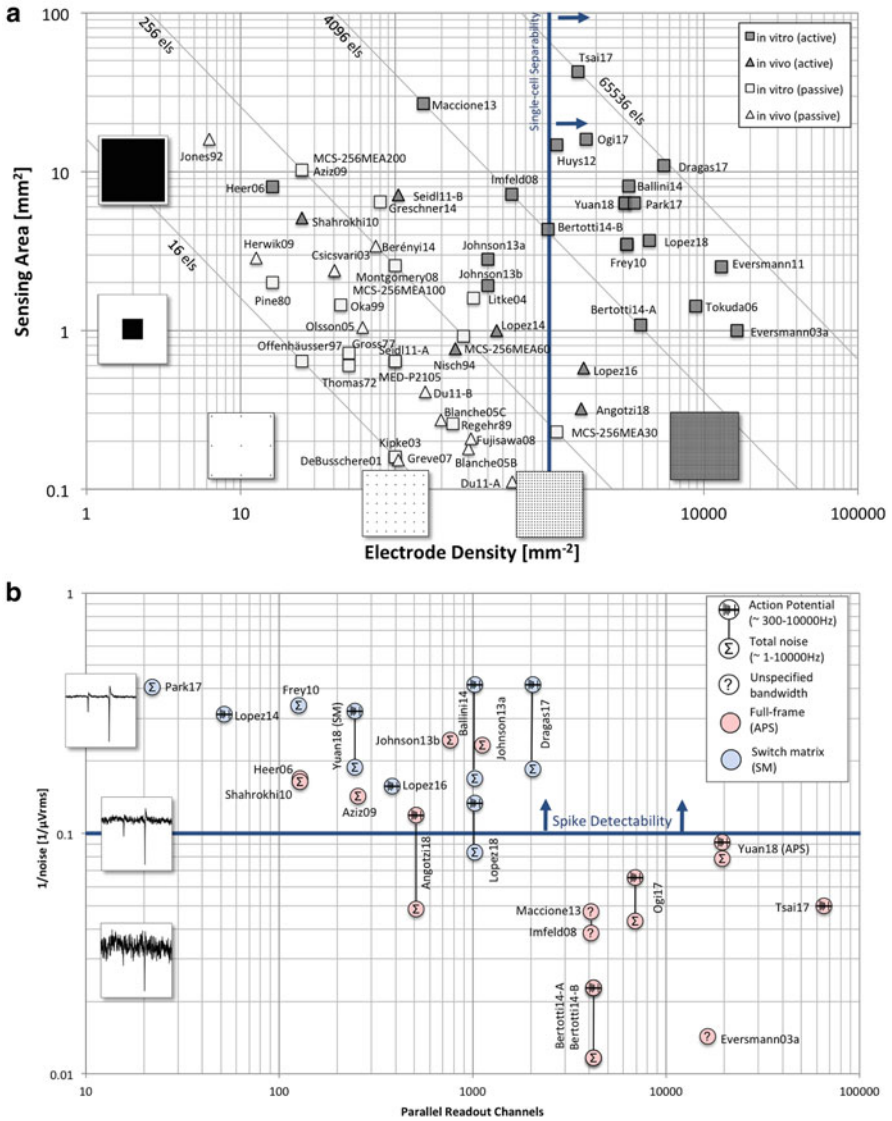 a
100
10
1
0.1
Sensing Area [mm²]
1
10
10000
100000
Electrode Density [mm⁻²]
256 els
4096 els
65536 els
16 els
Single-cell Separability
in vitro (active)
in vivo (active)
in vitro (passive)
in vivo (passive)
Tsai17
Maccione13
Jones92
MCS-256MEA200
Aziz09
Heer06
Seidl11-B
Greschner14
Imfeld08
Ogi17
Huys12
Dragas17
Ballini14
Yuan18
Park17
Shahrokhi10
Bertotti14-B
Lopez18
Frey10
Herwik09
Csicsvari03
Berényi14
Johnson13a
Eversmann11
Pine80
Montgomery08
MCS-256MEA100
Oka99
Johnson13b
Litke04
Bertotti14-A
Tokuda06
Eversmann03a
Olsson05
Lopez14
Offenhäusser97
Gross77
Seidl11-A
MCS-256MEA60
Nisch94
Thomas72
MED-P2105
Lopez16
Du11-B
Angotzi18
Blanche05C
Regehr89
MCS-256MEA30
Kipke03
Fujisawa08
DeBusschere01
Greve07
Blanche05B
Du11-A
b
1
0.1
0.01
1/noise [1/μVrms]
10
100
1000
10000
100000
Parallel Readout Channels
Action Potential
(~ 300-10000Hz)
Total noise
(~ 1-10000Hz)
Unspecified
bandwidth
Full-frame
(APS)
Switch matrix
(SM)
Σ
?
Park17
Lopez14
Frey10
Yuan18 (SM)
Johnson13b
Ballini14
Johnson13a
Dragas17
Heer06
Shahrokhi10
Aziz09
Lopez16
Angotzi18
Lopez18
Spike Detectability
Yuan18 (APS)
Ogi17
Maccione13
Imfeld08
Tsai17
Bertotti14-A
Bertotti14-B
Eversmann03a